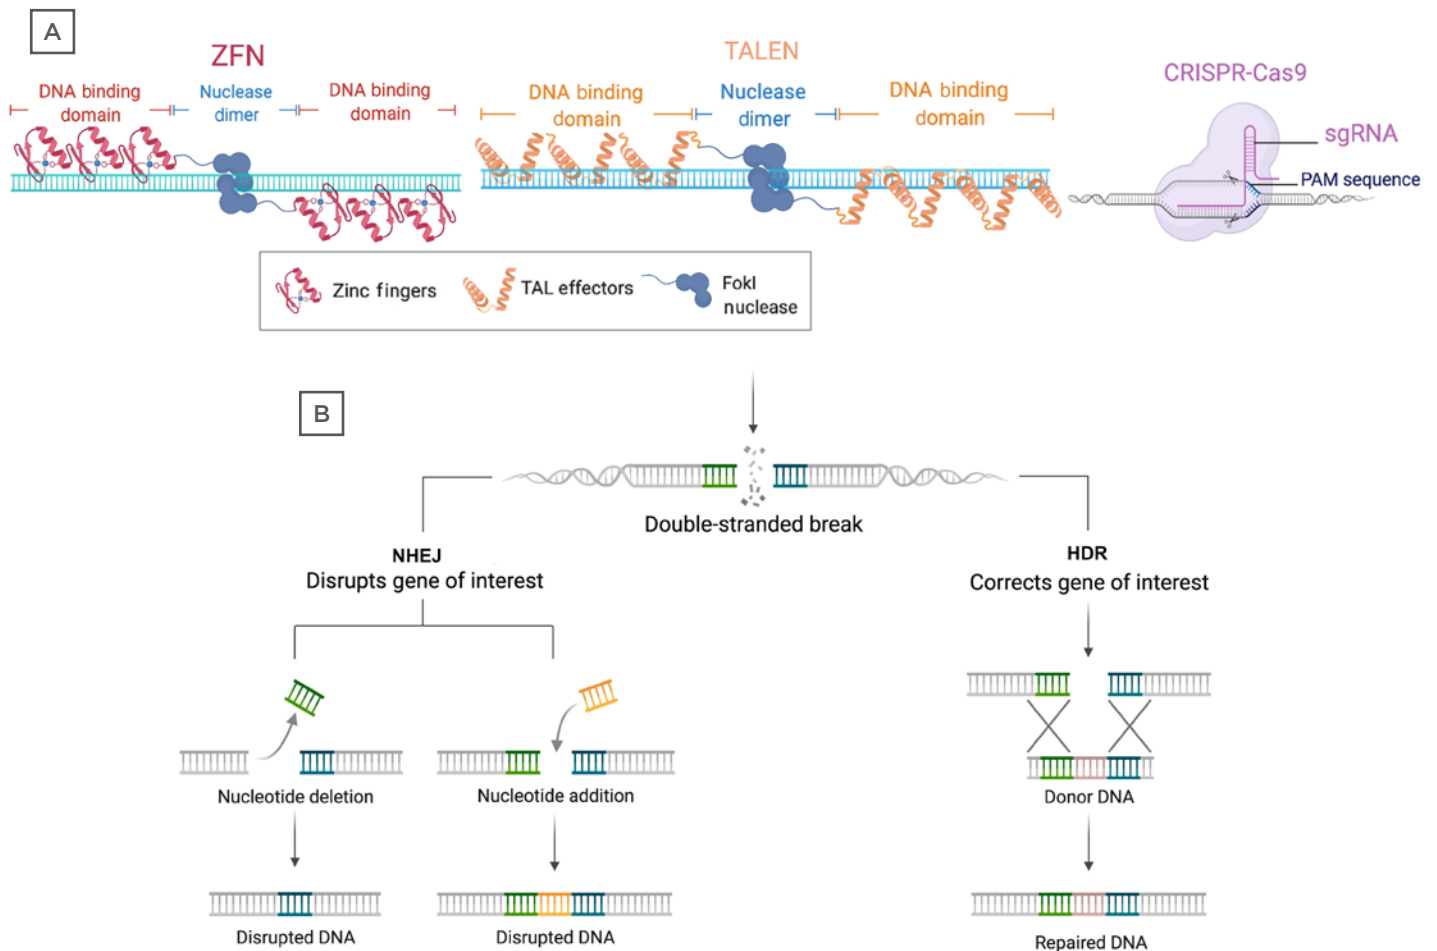 A
ZFN
TALEN
CRISPR-Cas9
DNA binding
domain
Nuclease
dimer
DNA binding
domain
DNA binding
domain
Nuclease
dimer
DNA binding
domain
sgRNA
PAM sequence
Zinc fingers
TAL effectors
FokI
nuclease
B
Double-stranded break
NHEJ
Disrupts gene of interest
HDR
Corrects gene of interest
Nucleotide deletion
Nucleotide addition
Donor DNA
Disrupted DNA
Disrupted DNA
Repaired DNA